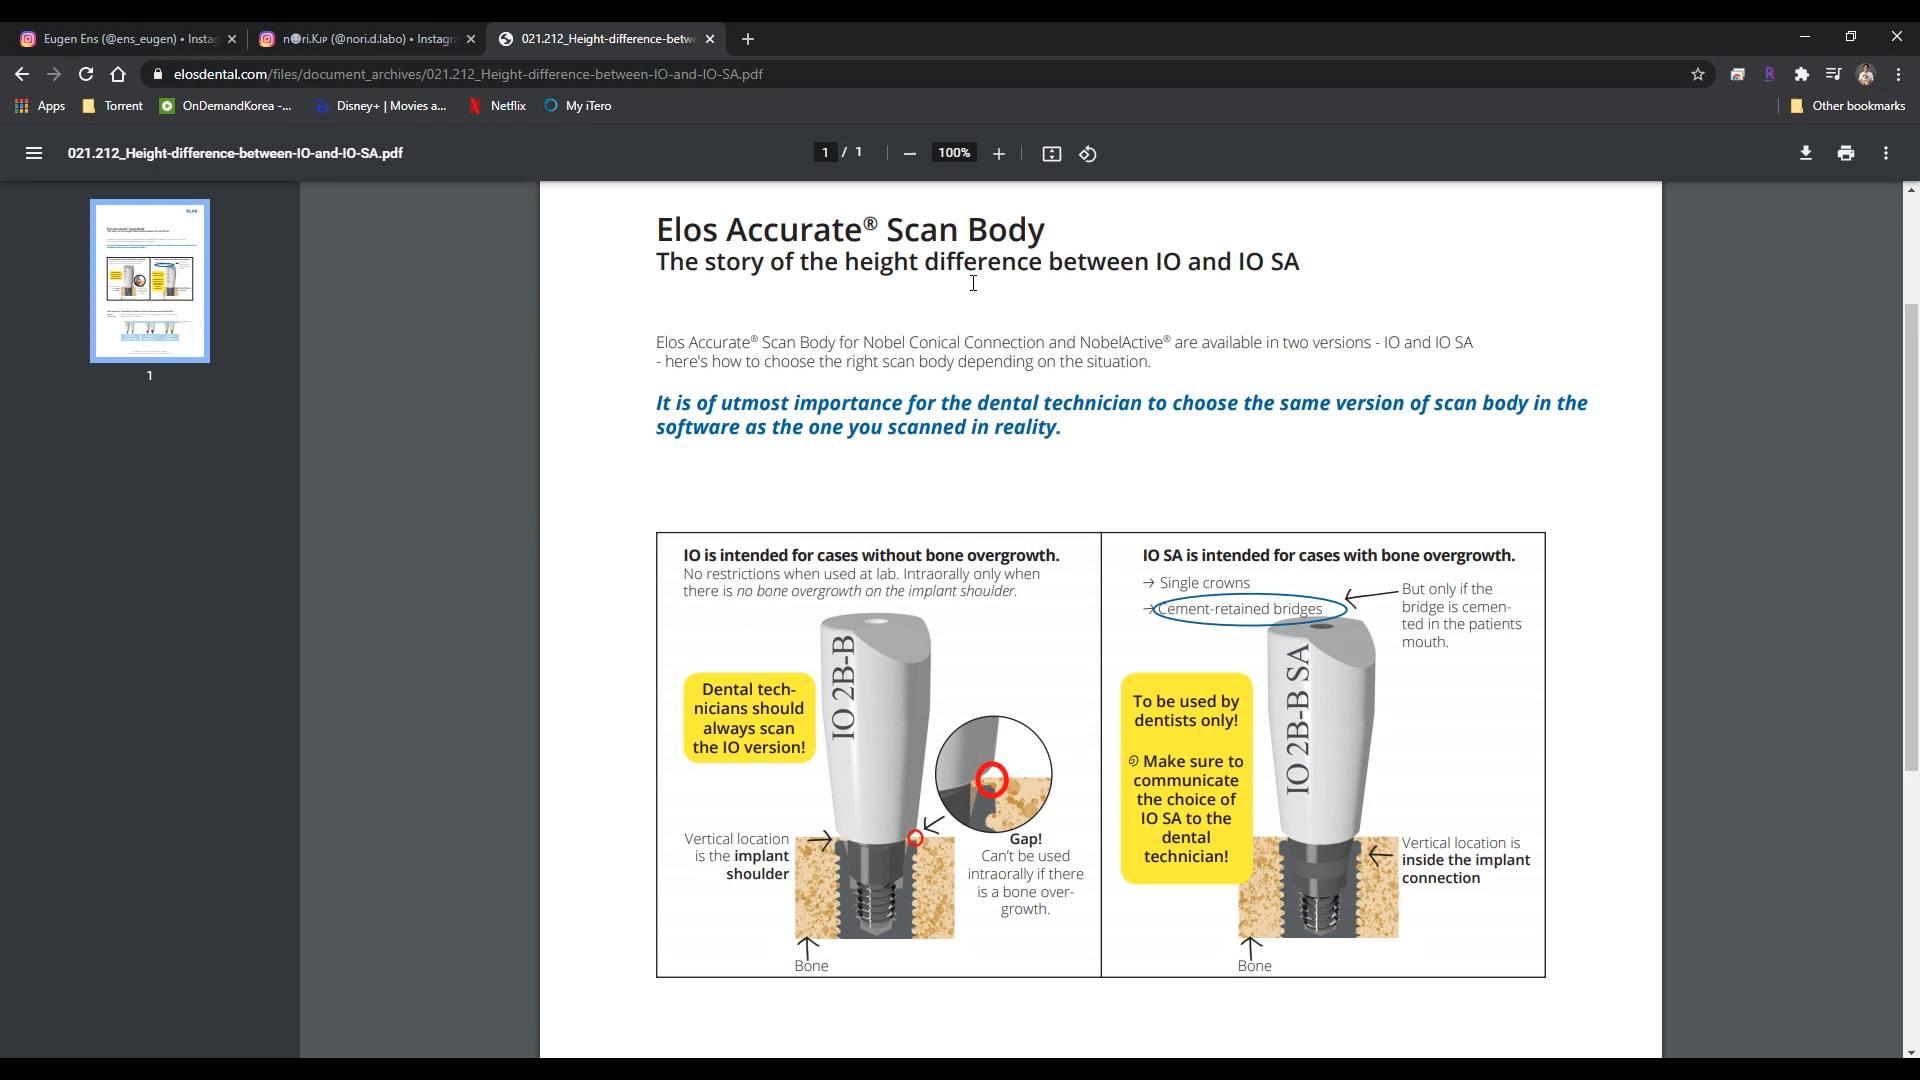 Eugen Ens (@ens_eugen) • Insta
n☻ri.KJP (@nori.d.labo) • Instagr
021.212_Height-difference-betw
elosdental.com/files/document_archives/021.212_Height-difference-between-IO-and-IO-SA.pdf
Apps
Torrent
OnDemandKorea -...
Disney+ | Movies a...
Netflix
My iTero
Other bookmarks
021.212_Height-difference-between-IO-and-IO-SA.pdf
1 / 1
100%
1
Elos Accurate® Scan Body
The story of the height difference between IO and IO SA
Elos Accurate® Scan Body for Nobel Conical Connection and NobelActive® are available in two versions - IO and IO SA
- here's how to choose the right scan body depending on the situation.
It is of utmost importance for the dental technician to choose the same version of scan body in the
software as the one you scanned in reality.
IO is intended for cases without bone overgrowth.
No restrictions when used at lab. Intraorally only when
there is no bone overgrowth on the implant shoulder.
IO 2B-B
Dental tech-
nicians should
always scan
the IO version!
Vertical location
is the implant
shoulder
Gap!
Can't be used
intraorally if there
is a bone over-
growth.
Bone
IO SA is intended for cases with bone overgrowth.
→ Single crowns
→ Cement-retained bridges
But only if the
bridge is cemen-
ted in the patients
mouth.
IO 2B-B SA
To be used by
dentists only!
Make sure to
communicate
the choice of
IO SA to the
dental
technician!
Vertical location is
inside the implant
connection
Bone